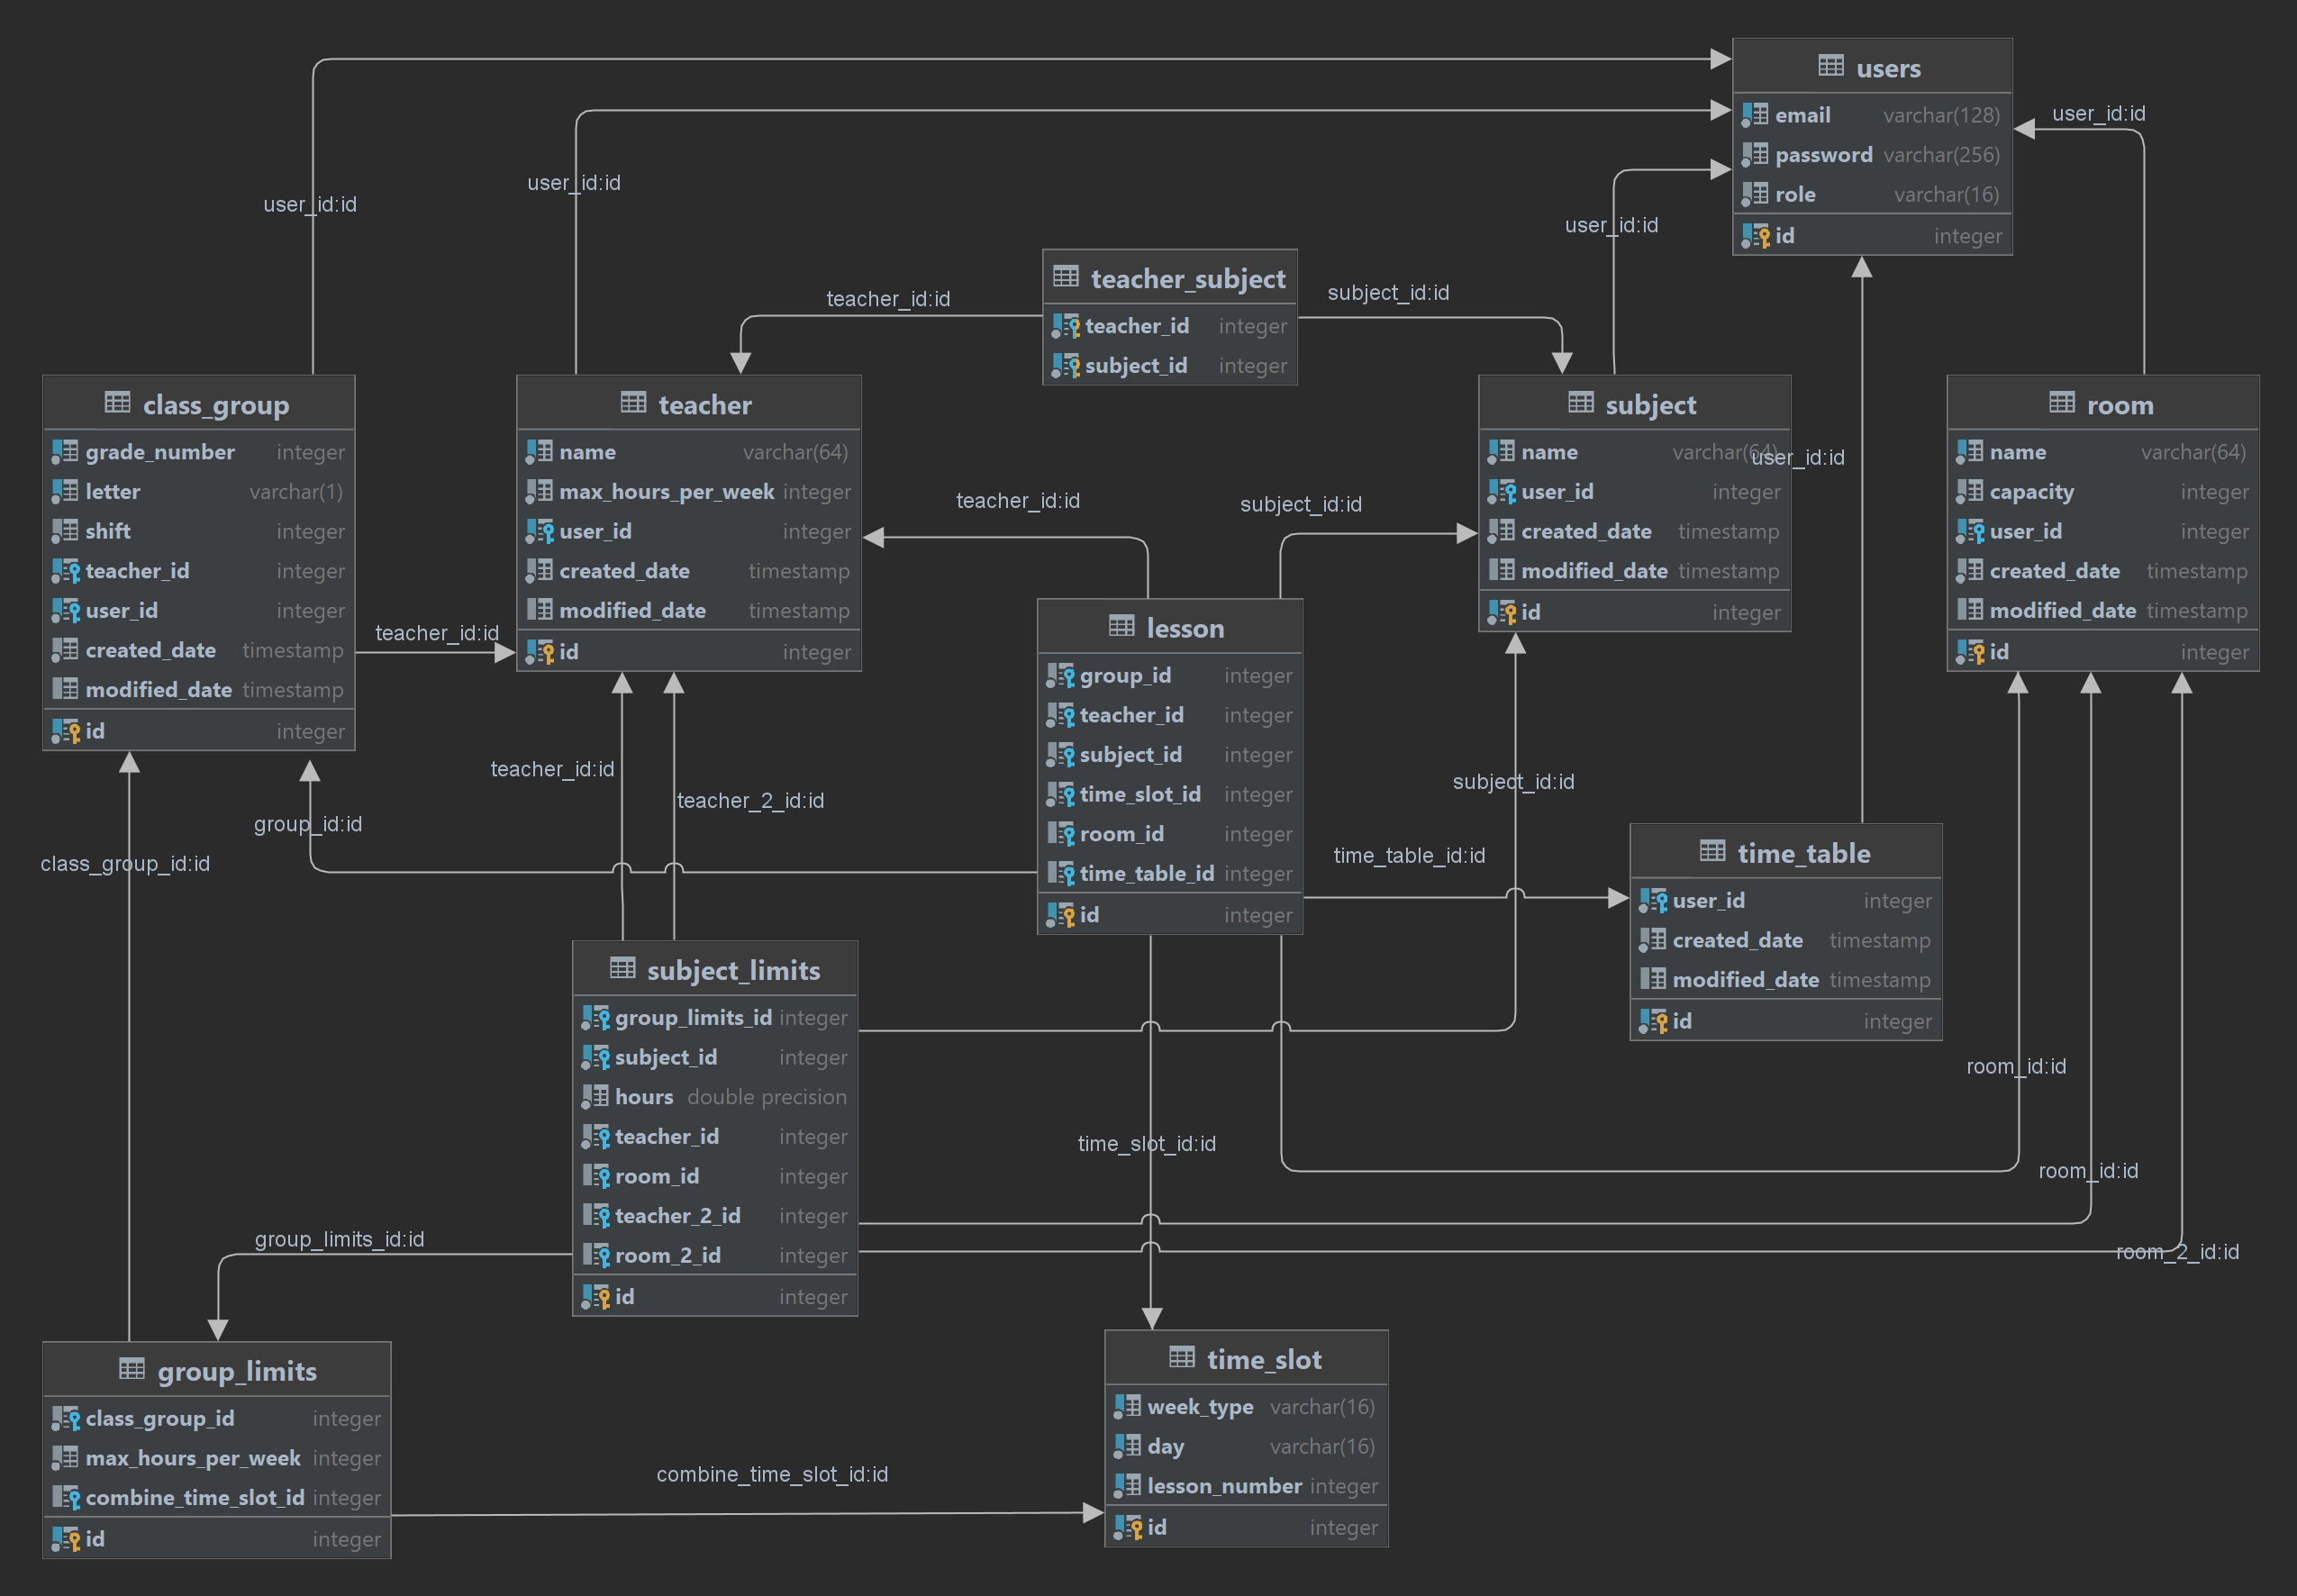 users
email varchar(128)
password varchar(256)
role varchar(16)
id integer
user_id:id
user_id:id
user_id:id
user_id:id
teacher_subject
teacher_id integer
subject_id integer
teacher_id:id
subject_id:id
class_group
grade_number integer
letter varchar(1)
shift integer
teacher_id integer
user_id integer
created_date timestamp
modified_date timestamp
id integer
teacher_id:id
teacher
name varchar(64)
max_hours_per_week integer
user_id integer
created_date timestamp
modified_date timestamp
id integer
teacher_id:id
subject_id:id
subject
name varchar(64)
user_id integer
created_date timestamp
modified_date timestamp
id integer
user_id:id
room
name varchar(64)
capacity integer
user_id integer
created_date timestamp
modified_date timestamp
id integer
lesson
group_id integer
teacher_id integer
subject_id integer
time_slot_id integer
room_id integer
time_table_id integer
id integer
teacher_id:id
teacher_2_id:id
group_id:id
class_group_id:id
subject_id:id
time_table_id:id
time_table
user_id integer
created_date timestamp
modified_date timestamp
id integer
subject_limits
group_limits_id integer
subject_id integer
hours double precision
teacher_id integer
room_id integer
teacher_2_id integer
room_2_id integer
id integer
room_id:id
time_slot_id:id
room_id:id
room_2_id:id
group_limits_id:id
group_limits
class_group_id integer
max_hours_per_week integer
combine_time_slot_id integer
id integer
combine_time_slot_id:id
time_slot
week_type varchar(16)
day varchar(16)
lesson_number integer
id integer